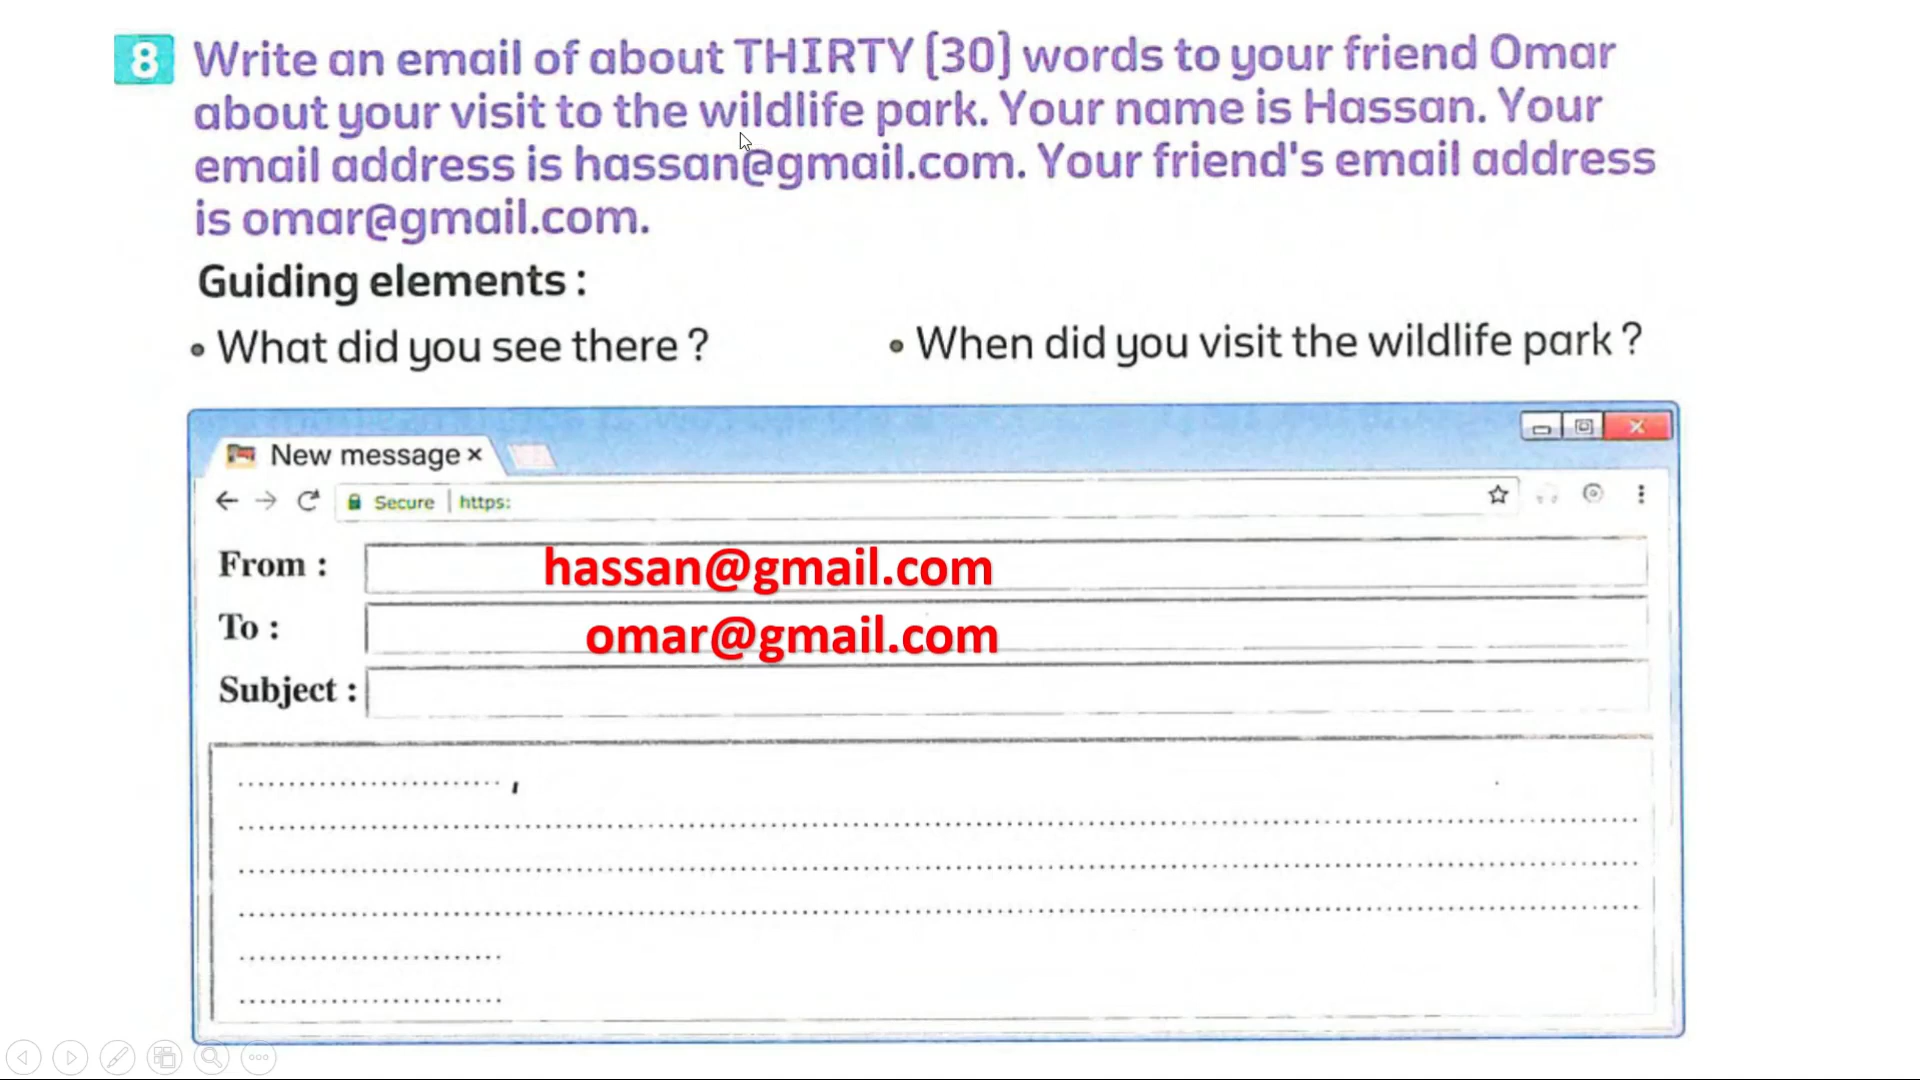 8 Write an email of about THIRTY (30) words to your friend Omar
about your visit to the wildlife park. Your name is Hassan. Your
email address is hassan@gmail.com. Your friend's email address
is omar@gmail.com.
Guiding elements :
• What did you see there ? • When did you visit the wildlife park ?
New message ×
Secure | https:
From : hassan@gmail.com
To : omar@gmail.com
Subject :
.......................... ,